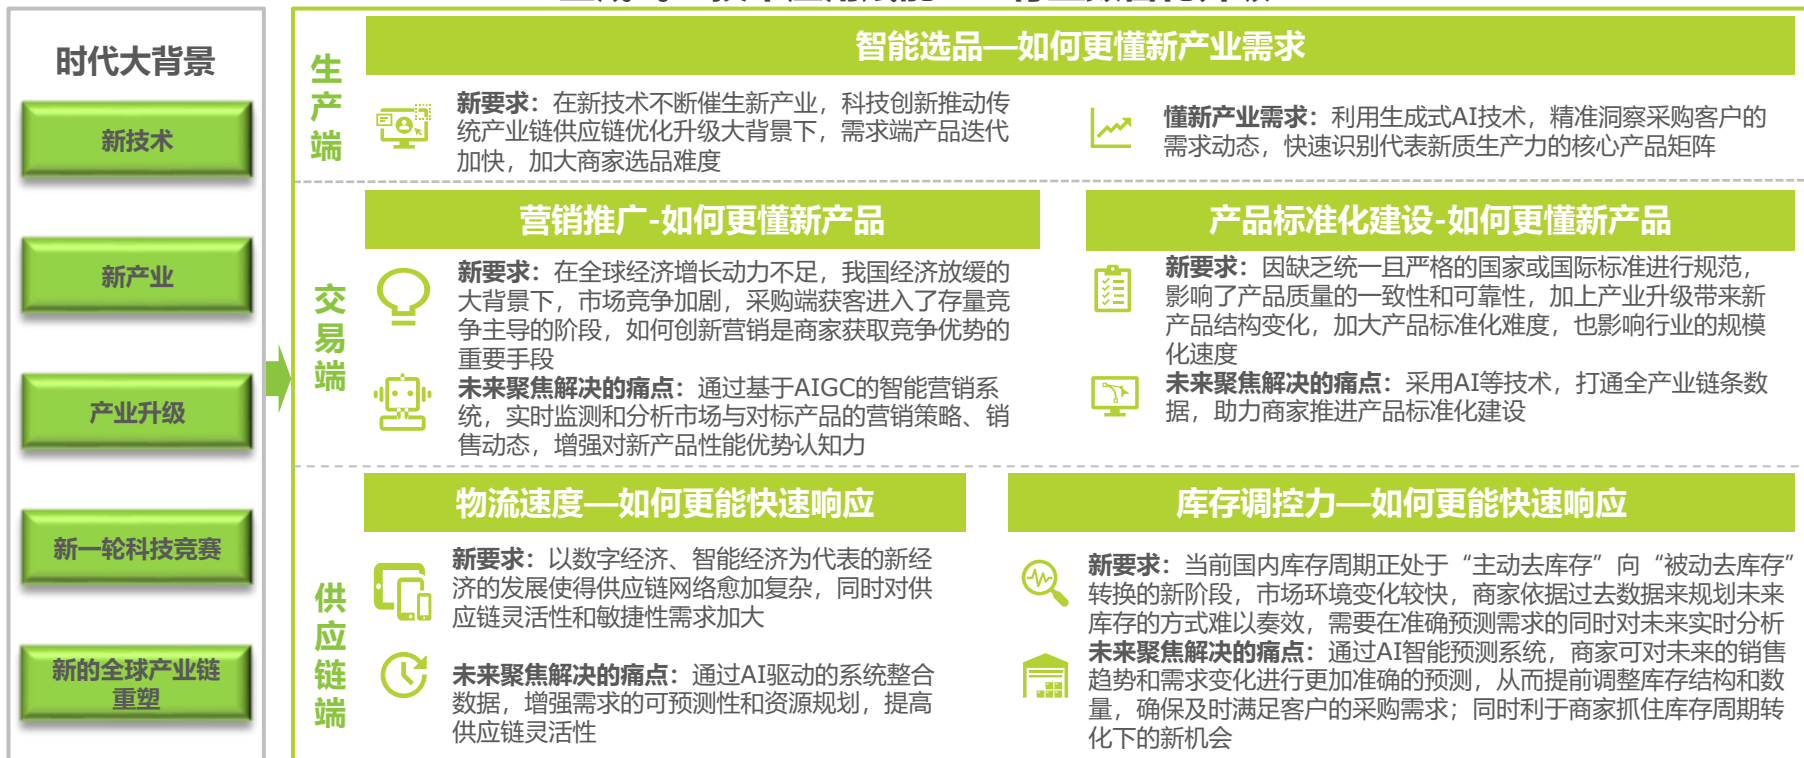 时代大背景
新技术
新产业
产业升级
新一轮科技竞赛
新的全球产业链
重塑
生产端
智能选品—如何更懂新产业需求
新要求：在新技术不断催生新产业，科技创新推动传
统产业链供应链优化升级大背景下，需求端产品迭代
加快，加大商家选品难度
懂新产业需求：利用生成式AI技术，精准洞察采购客户的
需求动态，快速识别代表新质生产力的核心产品矩阵
交易端
营销推广-如何更懂新产品
新要求：在全球经济增长动力不足，我国经济放缓的
大背景下，市场竞争加剧，采购端获客进入了存量竞
争主导的阶段，如何创新营销是商家获取竞争优势的
重要手段
未来聚焦解决的痛点：通过基于AIGC的智能营销系
统，实时监测和分析市场与对标产品的营销策略、销
售动态，增强对新产品性能优势认知力
产品标准化建设-如何更懂新产品
新要求：因缺乏统一且严格的国家或国际标准进行规范，
影响了产品质量的一致性和可靠性，加上产业升级带来新
产品结构变化，加大产品标准化难度，也影响行业的规模
化速度
未来聚焦解决的痛点：采用AI等技术，打通全产业链条数
据，助力商家推进产品标准化建设
供应链端
物流速度—如何更能快速响应
新要求：以数字经济、智能经济为代表的新经
济的发展使得供应链网络愈加复杂，同时对供
应链灵活性和敏捷性需求加大
未来聚焦解决的痛点：通过AI驱动的系统整合
数据，增强需求的可预测性和资源规划，提高
供应链灵活性
库存调控力—如何更能快速响应
新要求：当前国内库存周期正处于“主动去库存”向“被动去库存”
转换的新阶段，市场环境变化较快，商家依据过去数据来规划未来
库存的方式难以奏效，需要在准确预测需求的同时对未来实时分析
未来聚焦解决的痛点：通过AI智能预测系统，商家可对未来的销售
趋势和需求变化进行更加准确的预测，从而提前调整库存结构和数
量，确保及时满足客户的采购需求；同时利于商家抓住库存周期转
化下的新机会